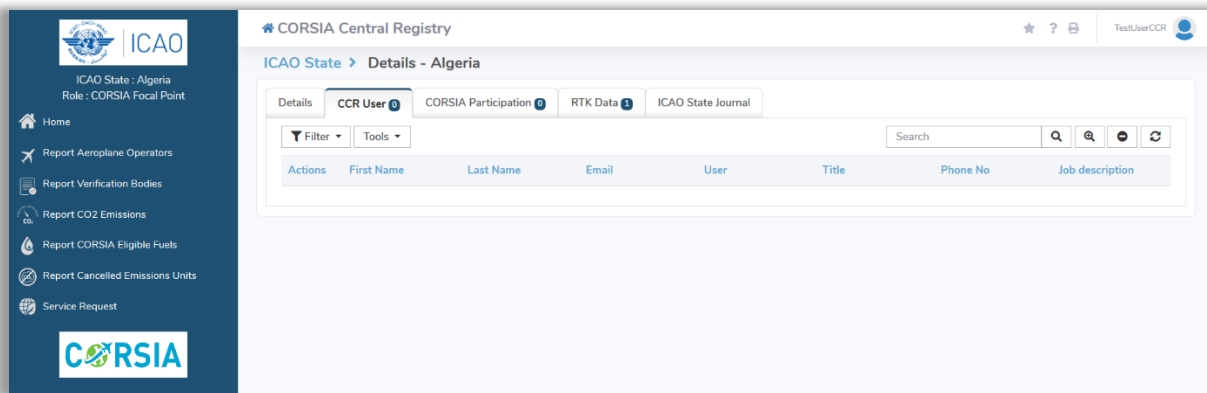 ICAO
ICAO State : Algeria
Role : CORSIA Focal Point
Home
Report Aeroplane Operators
Report Verification Bodies
CO₂
Report CO2 Emissions
Report CORSIA Eligible Fuels
Report Cancelled Emissions Units
Service Request
CORSIA
CORSIA Central Registry
?
TestUserCCR
ICAO State > Details - Algeria
Details CCR User 0 CORSIA Participation 0 RTK Data 1 ICAO State Journal
Filter Tools Search
Actions First Name Last Name Email User Title Phone No Job description